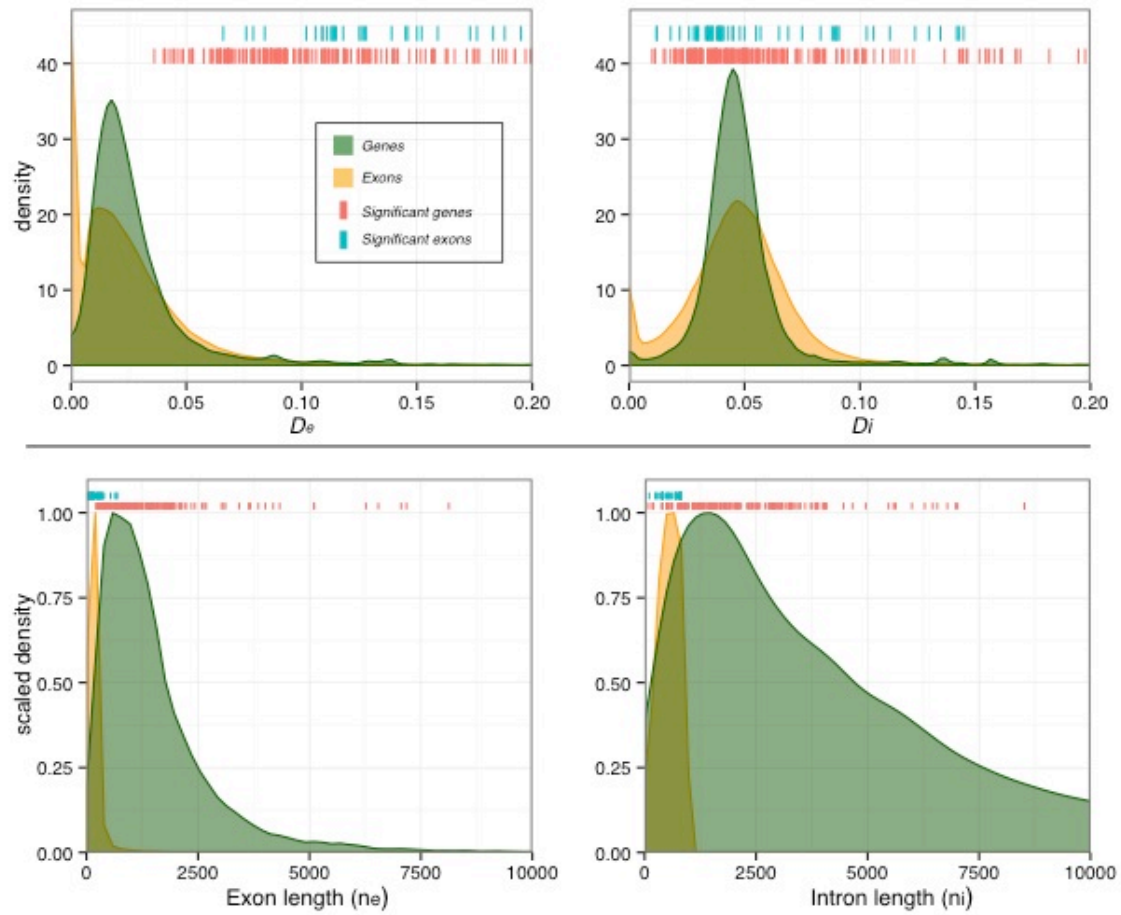 density
40
30
20
10
0
0.00 0.05 0.10 0.15 0.20
De
Genes
Exons
Significant genes
Significant exons
40
30
20
10
0
0.00 0.05 0.10 0.15 0.20
Di
scaled density
1.00
0.75
0.50
0.25
0.00
0 2500 5000 7500 10000
Exon length (ne)
1.00
0.75
0.50
0.25
0.00
0 2500 5000 7500 10000
Intron length (ni)